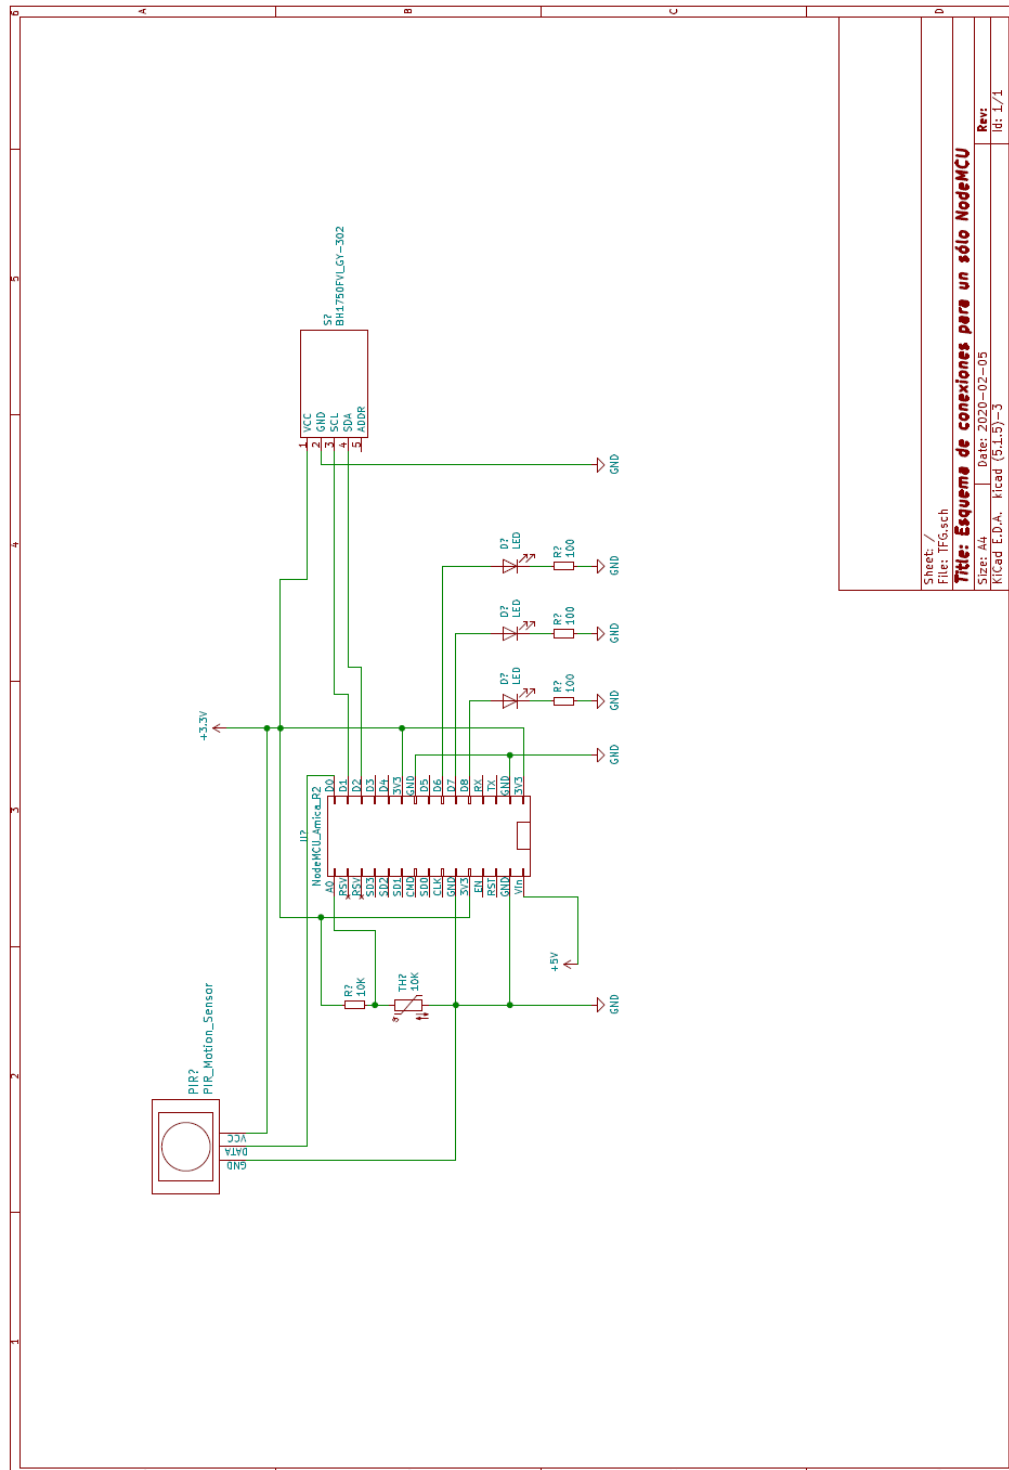 6
A
B
C
D
5
4
3
2
1
S?
BH1750FVI_GY-302
VCC
GND
SCL
SDA
ADDR
1
2
3
4
5
GND
D?
LED
R?
100
GND
D?
LED
R?
100
GND
D?
LED
R?
100
GND
+3.3V
GND
U?
NodeMCU_Amica_R2
D0
D1
D2
D3
D4
3V3
GND
D5
D6
D7
D8
RX
TX
GND
3V3
A0
RSV
RSV
SD3
SD2
SD1
CMD
SD0
CLK
GND
3V3
EN
RST
GND
Vin
+5V
R?
10K
TH?
10K
GND
PIR?
PIR_Motion_Sensor
VCC
DATA
GND
Sheet: /
File: TFG.sch
Title: Esquema de conexiones para un sólo NodeMCU
Size: A4 Date: 2020-02-05 Rev:
KiCad E.D.A. kicad (5.1.5)-3 Id: 1/1